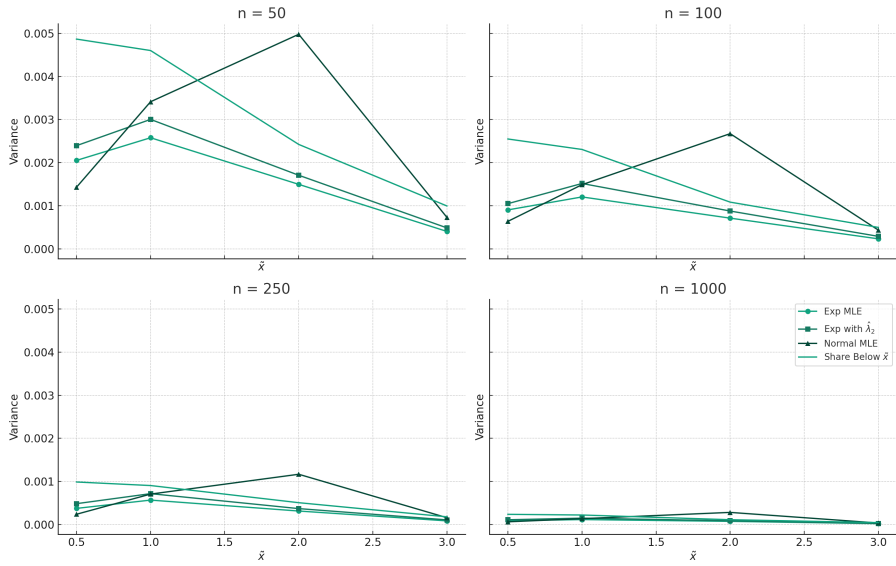 n = 50
n = 100
0.005
0.004
0.003
0.002
0.001
0.000
Variance
Variance
x̃
x̃
n = 250
n = 1000
0.005
0.004
0.003
0.002
0.001
0.000
Variance
Variance
Exp MLE
Exp with λ̂₂
Normal MLE
Share Below x̃
0.5 1.0 1.5 2.0 2.5 3.0
0.5 1.0 1.5 2.0 2.5 3.0
x̃
x̃